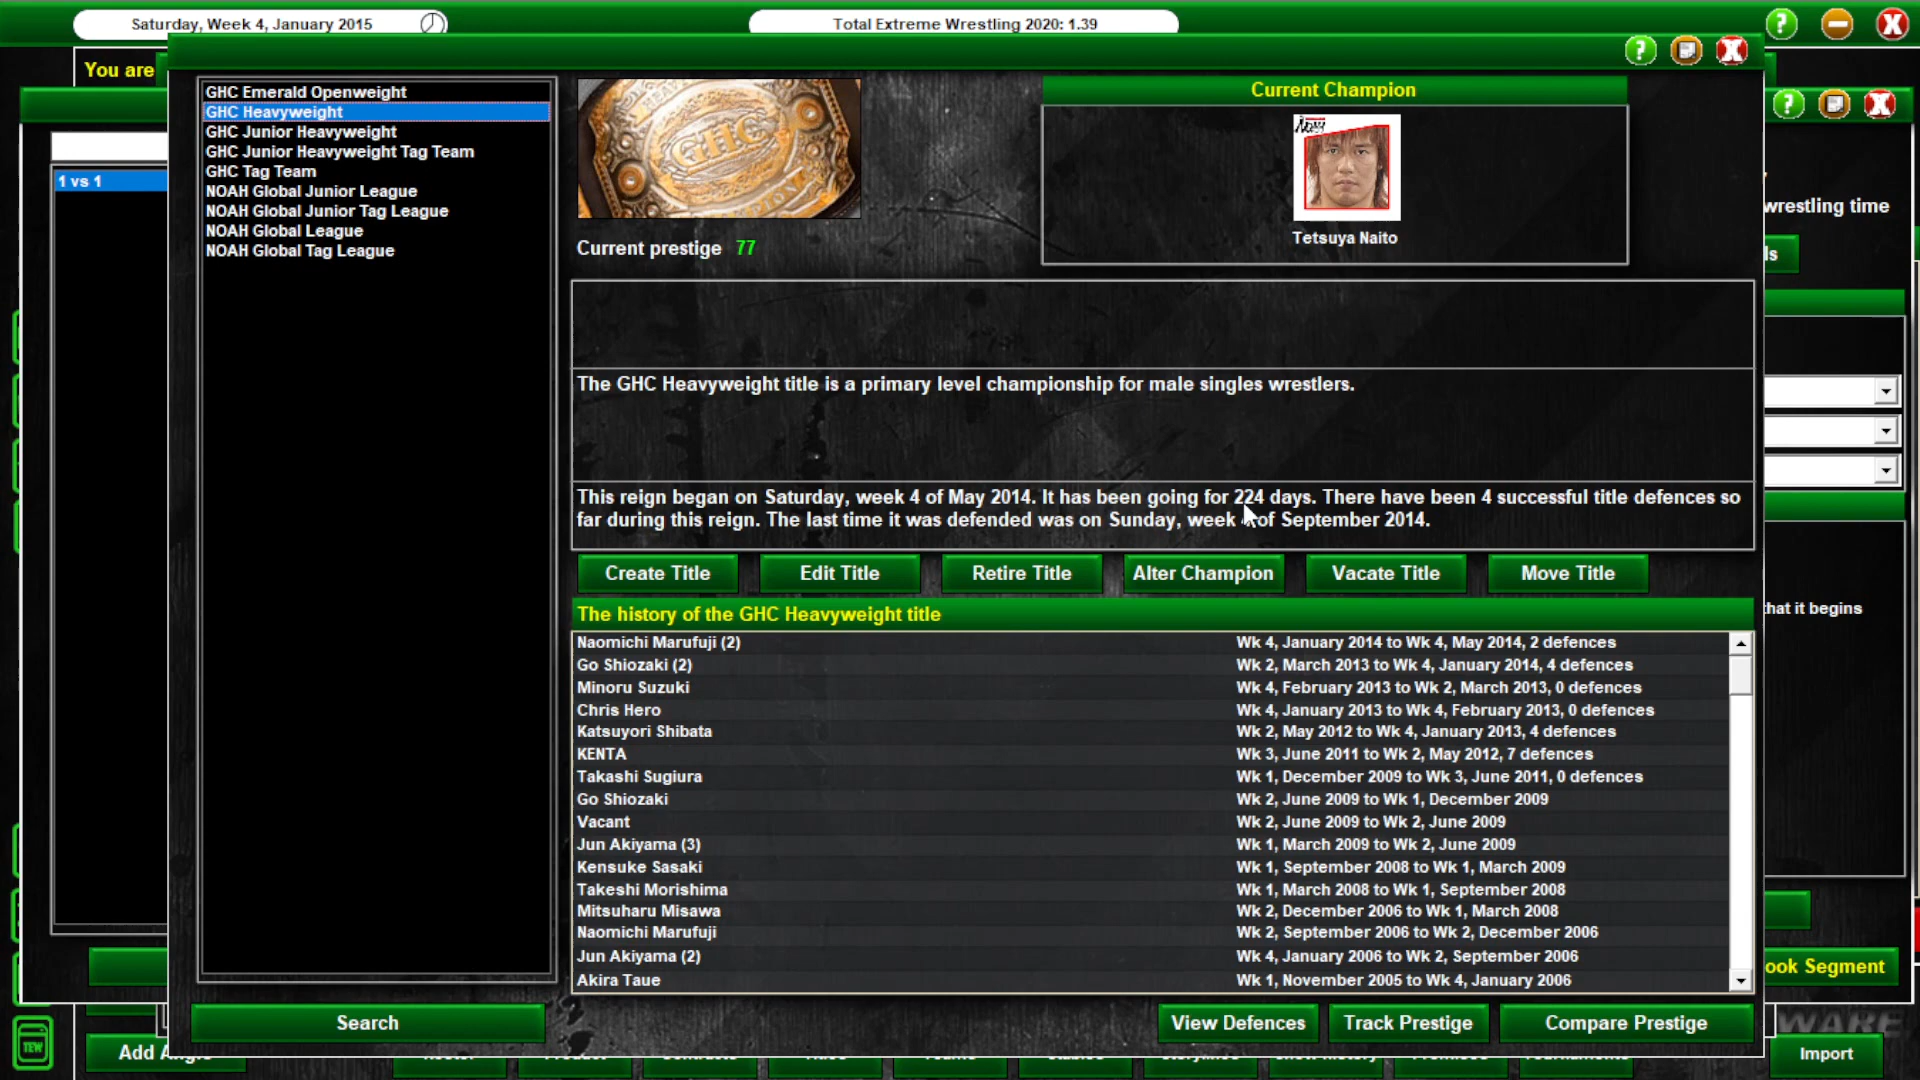 Saturday, Week 4, January 2015
Total Extreme Wrestling 2020: 1.39
You are
1 vs 1
GHC Emerald Openweight
GHC Heavyweight
GHC Junior Heavyweight
GHC Junior Heavyweight Tag Team
GHC Tag Team
NOAH Global Junior League
NOAH Global Junior Tag League
NOAH Global League
NOAH Global Tag League
GHC
Current prestige 77
Current Champion
Tetsuya Naito
wrestling time
ls
The GHC Heavyweight title is a primary level championship for male singles wrestlers.
This reign began on Saturday, week 4 of May 2014. It has been going for 224 days. There have been 4 successful title defences so
far during this reign. The last time it was defended was on Sunday, week of September 2014.
Create Title
Edit Title
Retire Title
Alter Champion
Vacate Title
Move Title
The history of the GHC Heavyweight title
Naomichi Marufuji (2) Wk 4, January 2014 to Wk 4, May 2014, 2 defences
Go Shiozaki (2) Wk 2, March 2013 to Wk 4, January 2014, 4 defences
Minoru Suzuki Wk 4, February 2013 to Wk 2, March 2013, 0 defences
Chris Hero Wk 4, January 2013 to Wk 4, February 2013, 0 defences
Katsuyori Shibata Wk 2, May 2012 to Wk 4, January 2013, 4 defences
KENTA Wk 3, June 2011 to Wk 2, May 2012, 7 defences
Takashi Sugiura Wk 1, December 2009 to Wk 3, June 2011, 0 defences
Go Shiozaki Wk 2, June 2009 to Wk 1, December 2009
Vacant Wk 2, June 2009 to Wk 2, June 2009
Jun Akiyama (3) Wk 1, March 2009 to Wk 2, June 2009
Kensuke Sasaki Wk 1, September 2008 to Wk 1, March 2009
Takeshi Morishima Wk 1, March 2008 to Wk 1, September 2008
Mitsuharu Misawa Wk 2, December 2006 to Wk 1, March 2008
Naomichi Marufuji Wk 2, September 2006 to Wk 2, December 2006
Jun Akiyama (2) Wk 4, January 2006 to Wk 2, September 2006
Akira Taue Wk 1, November 2005 to Wk 4, January 2006
that it begins
ook Segment
Search
View Defences
Track Prestige
Compare Prestige
WARE
TEW
Add
Import